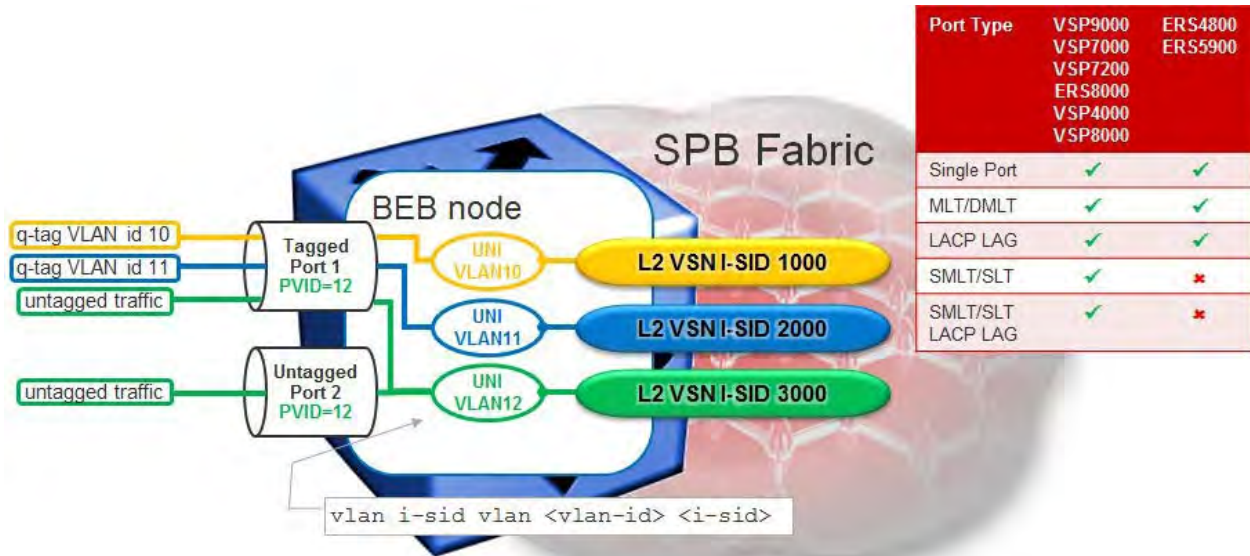 Port Type VSP9000 ERS4800
VSP7000 ERS5900
VSP7200
ERS8000
VSP4000
VSP8000
Single Port ✓ ✓
MLT/DMLT ✓ ✓
LACP LAG ✓ ✓
SMLT/SLT ✓ ✖
SMLT/SLT ✓ ✖
LACP LAG
SPB Fabric
BEB node
q-tag VLAN id 10
q-tag VLAN id 11
untagged traffic
Tagged
Port 1
PVID=12
UNI
VLAN10
L2 VSN I-SID 1000
UNI
VLAN11
L2 VSN I-SID 2000
untagged traffic
Untagged
Port 2
PVID=12
UNI
VLAN12
L2 VSN I-SID 3000
vlan i-sid vlan <vlan-id> <i-sid>